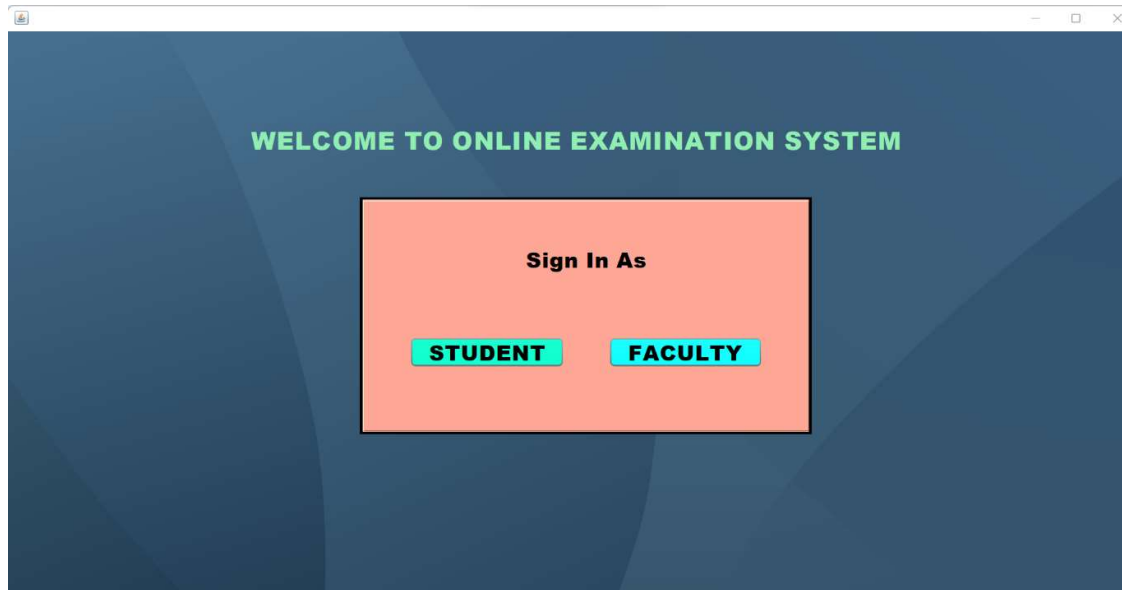 WELCOME TO ONLINE EXAMINATION SYSTEM
Sign In As
STUDENT FACULTY